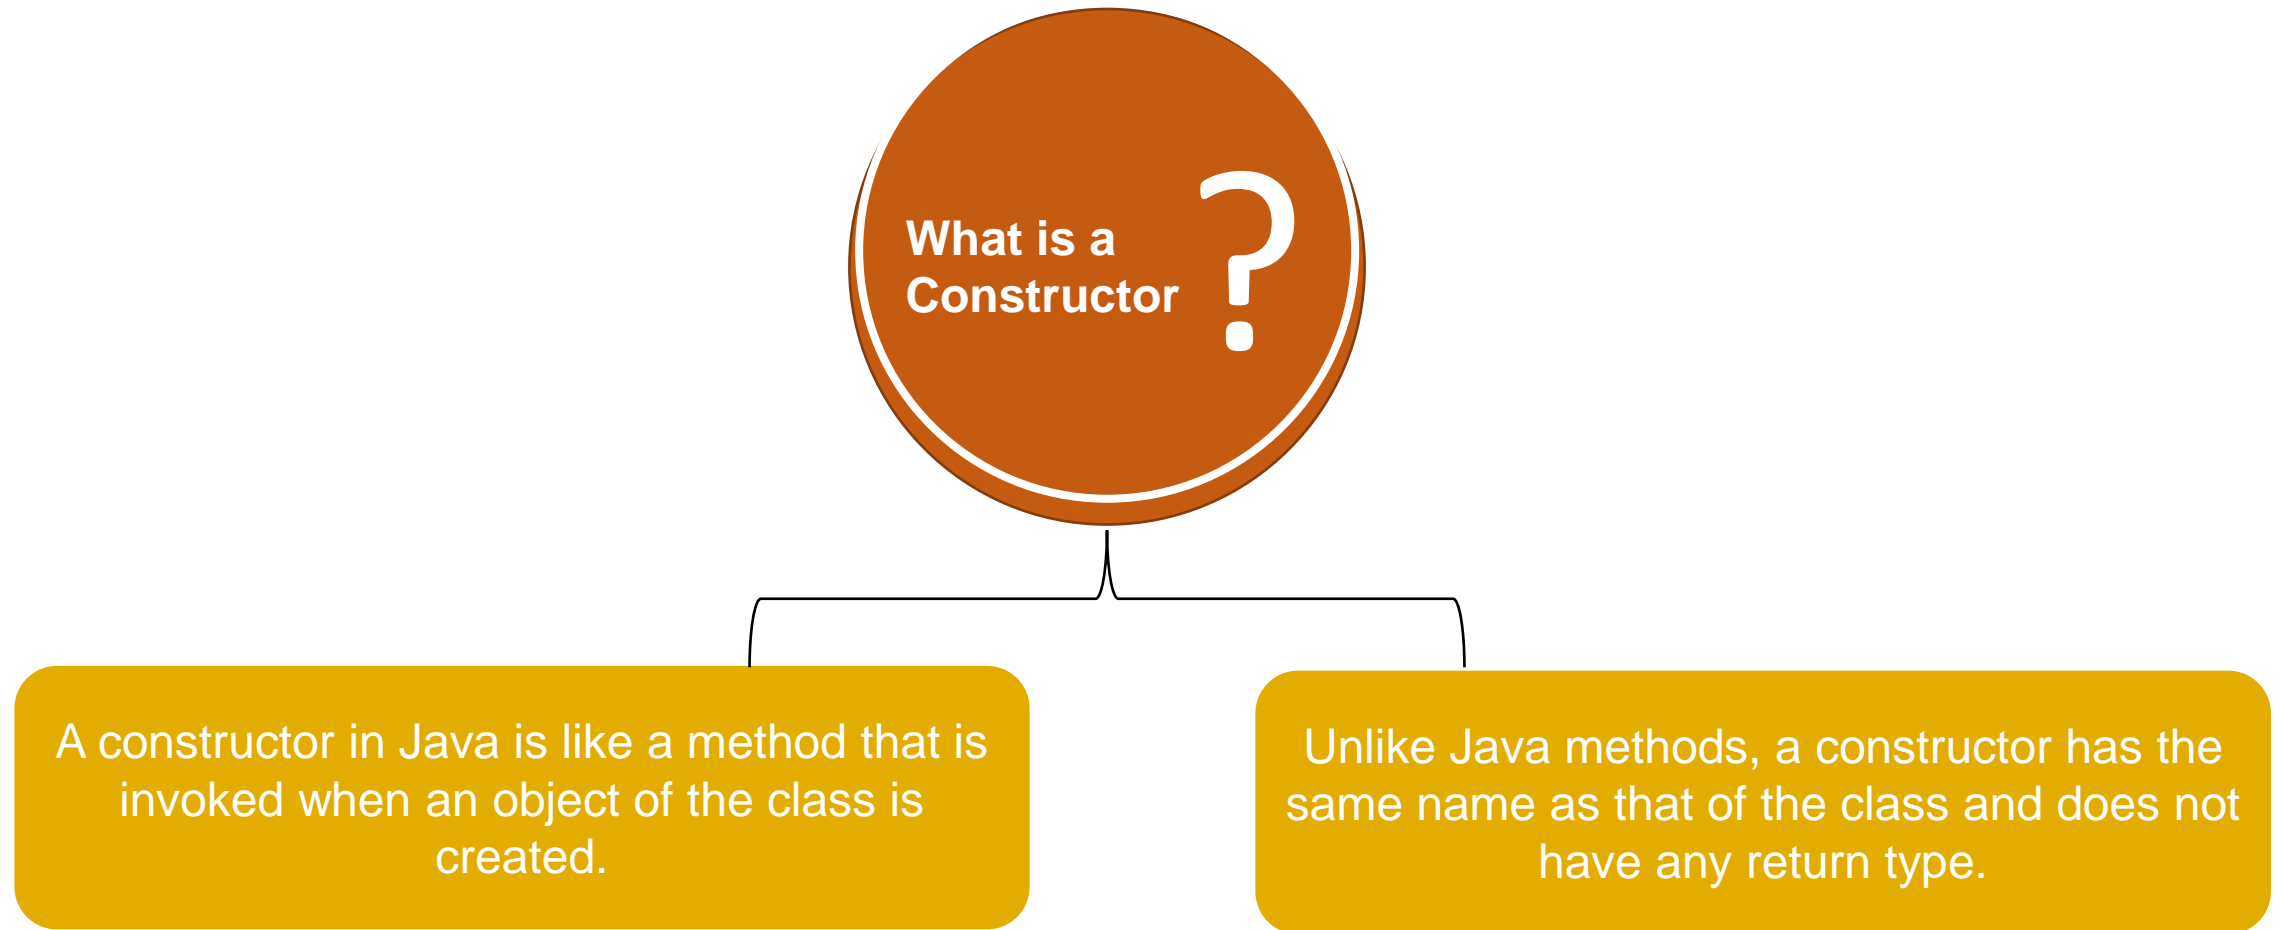 What is a
Constructor
?
A constructor in Java is like a method that is
invoked when an object of the class is
created.
Unlike Java methods, a constructor has the
same name as that of the class and does not
have any return type.